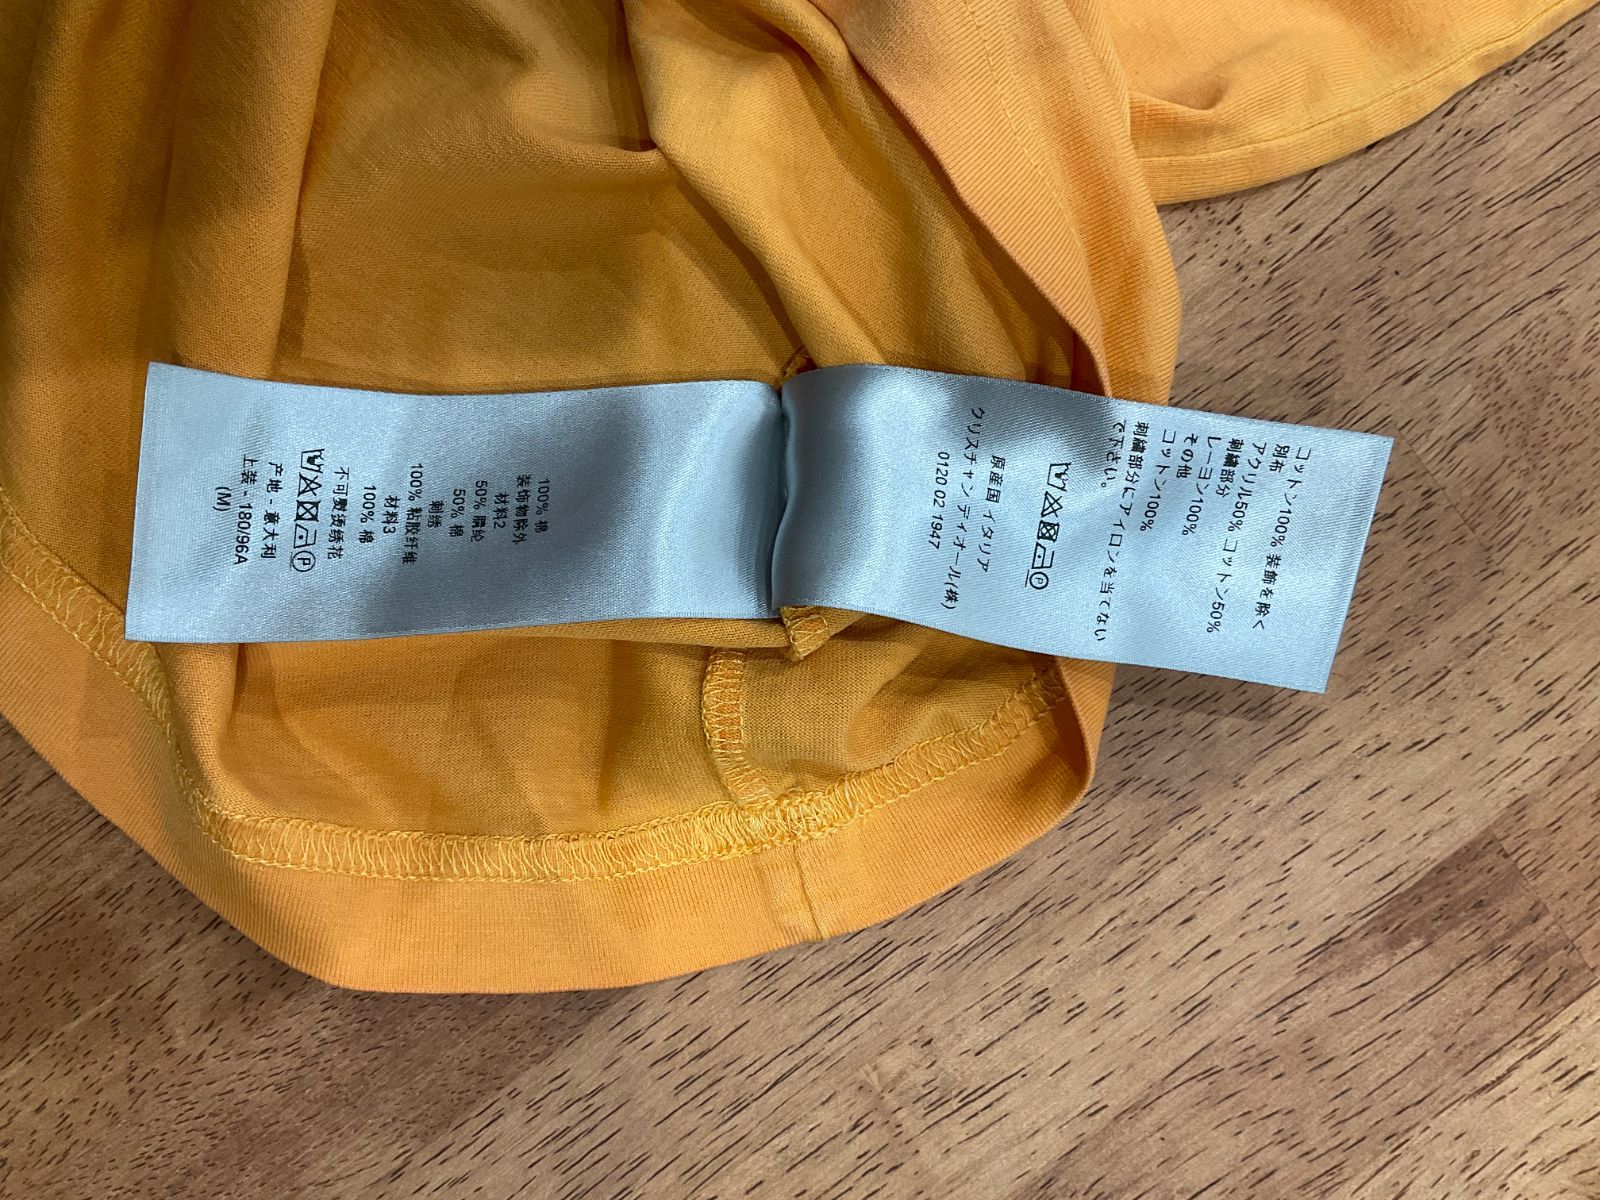 100% 棉
装饰物除外
材料2
50% 腈纶
50% 棉
刺绣
100% 粘胶纤维
材料3
100% 棉
不可熨烫绣花
产地 - 意大利
上装 - 180/96A
(M)
コットン100% 装飾を除く
別布
アクリル50% コットン50%
刺繍部分
レーヨン100%
その他
コットン100%
刺繍部分にアイロンを当てない
で下さい。
原産国 イタリア
クリスチャン ディオール(株)
0120 02 1947